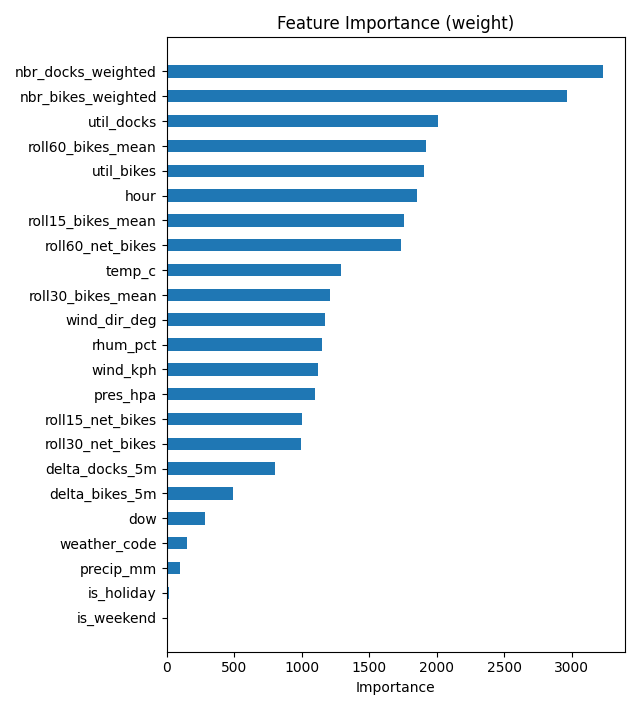 Feature Importance (weight)
nbr_docks_weighted
nbr_bikes_weighted
util_docks
roll60_bikes_mean
util_bikes
hour
roll15_bikes_mean
roll60_net_bikes
temp_c
roll30_bikes_mean
wind_dir_deg
rhum_pct
wind_kph
pres_hpa
roll15_net_bikes
roll30_net_bikes
delta_docks_5m
delta_bikes_5m
dow
weather_code
precip_mm
is_holiday
is_weekend
0 500 1000 1500 2000 2500 3000
Importance